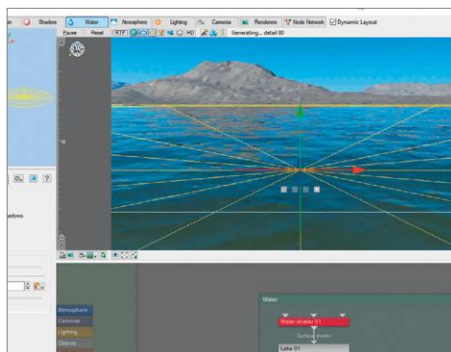 Shaders Water Atmosphere Lighting Cameras Renderers Node Network Dynamic Layout
Pause Reset RTP HD Generating... detail 80
?
adows
Atmosphere
Cameras
Lighting
Objects
Water
Water shader 01
Surface shader
Lake 01